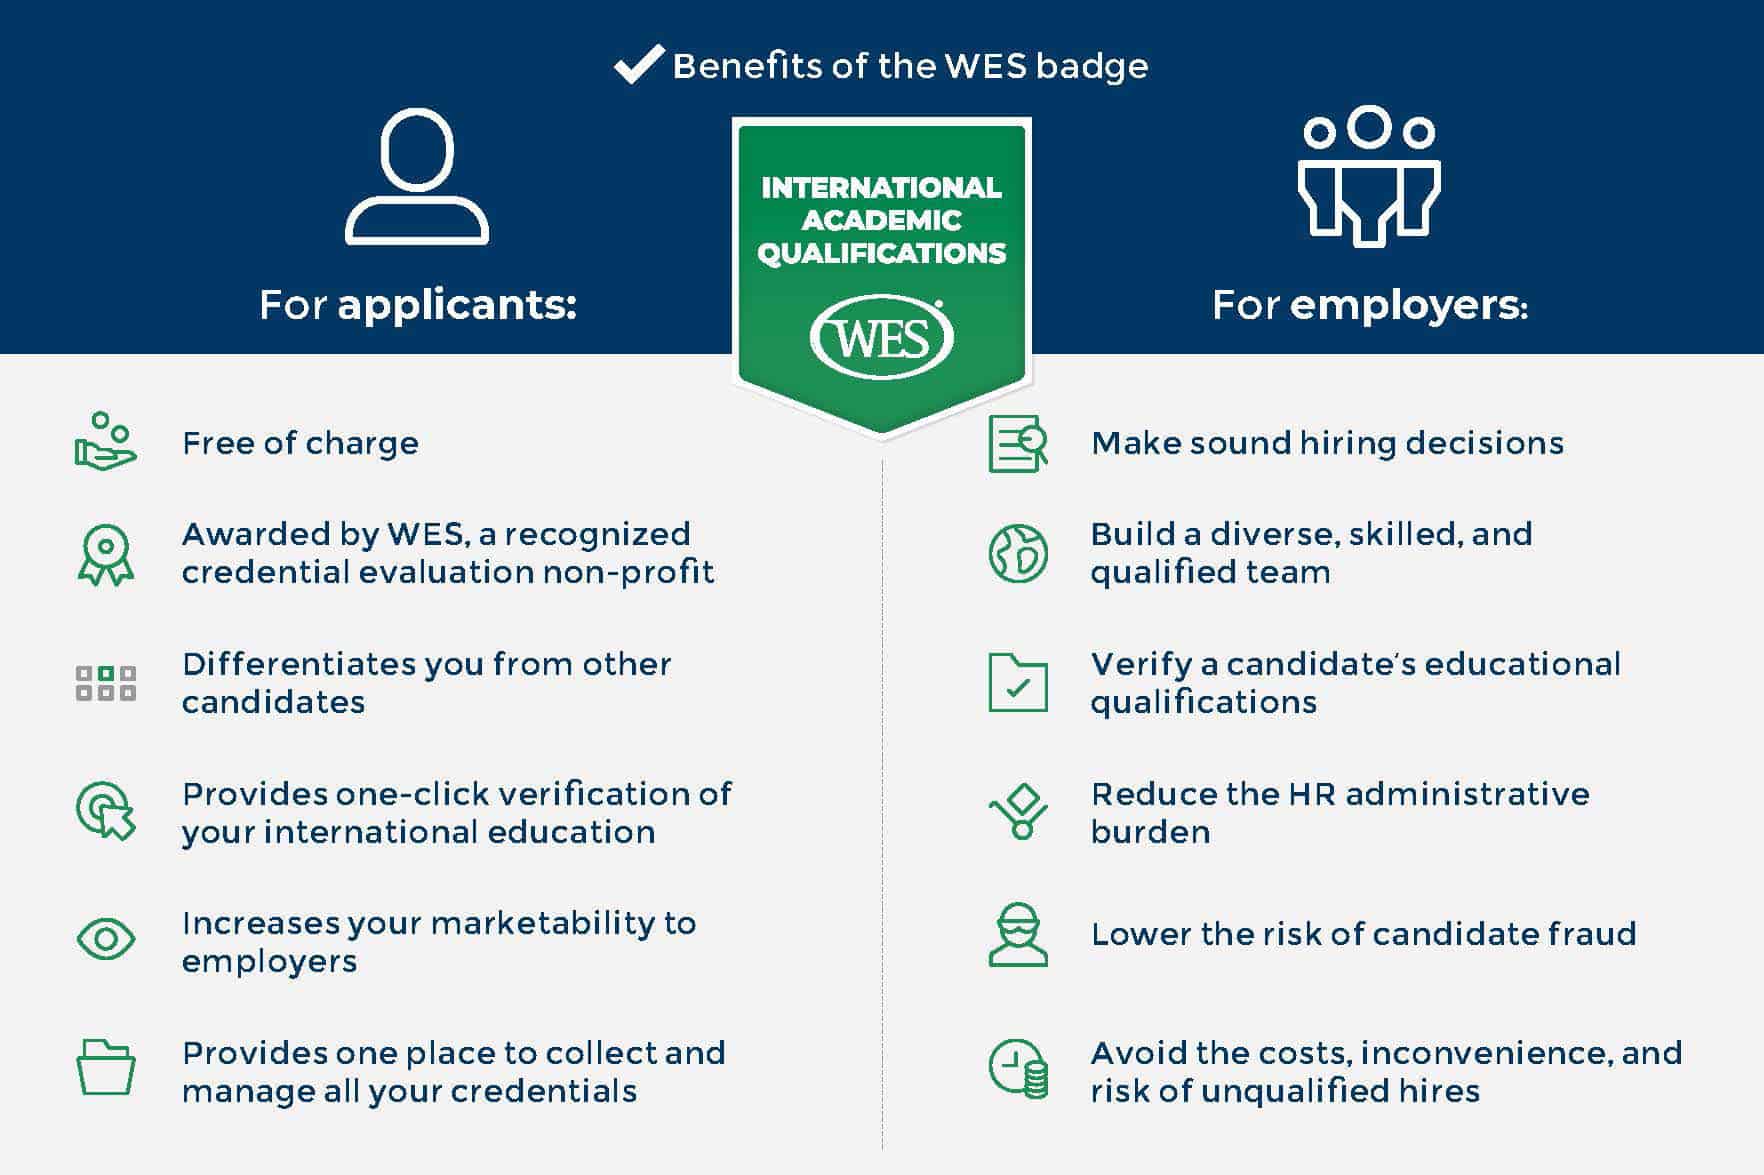 Benefits of the WES badge
INTERNATIONAL
ACADEMIC
QUALIFICATIONS
WES
For applicants:
For employers:
Free of charge
Awarded by WES, a recognized
credential evaluation non-profit
Differentiates you from other
candidates
Provides one-click verification of
your international education
Increases your marketability to
employers
Provides one place to collect and
manage all your credentials
Make sound hiring decisions
Build a diverse, skilled, and
qualified team
Verify a candidate's educational
qualifications
Reduce the HR administrative
burden
Lower the risk of candidate fraud
Avoid the costs, inconvenience, and
risk of unqualified hires